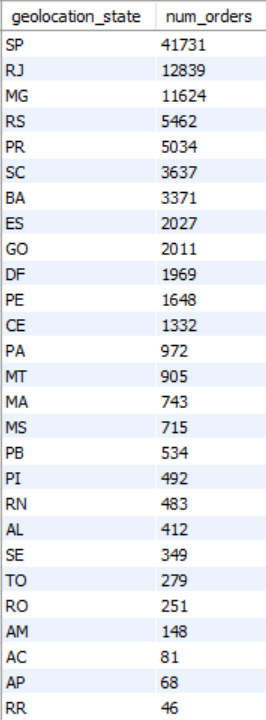 geolocation_state num_orders
SP 41731
RJ 12839
MG 11624
RS 5462
PR 5034
SC 3637
BA 3371
ES 2027
GO 2011
DF 1969
PE 1648
CE 1332
PA 972
MT 905
MA 743
MS 715
PB 534
PI 492
RN 483
AL 412
SE 349
TO 279
RO 251
AM 148
AC 81
AP 68
RR 46